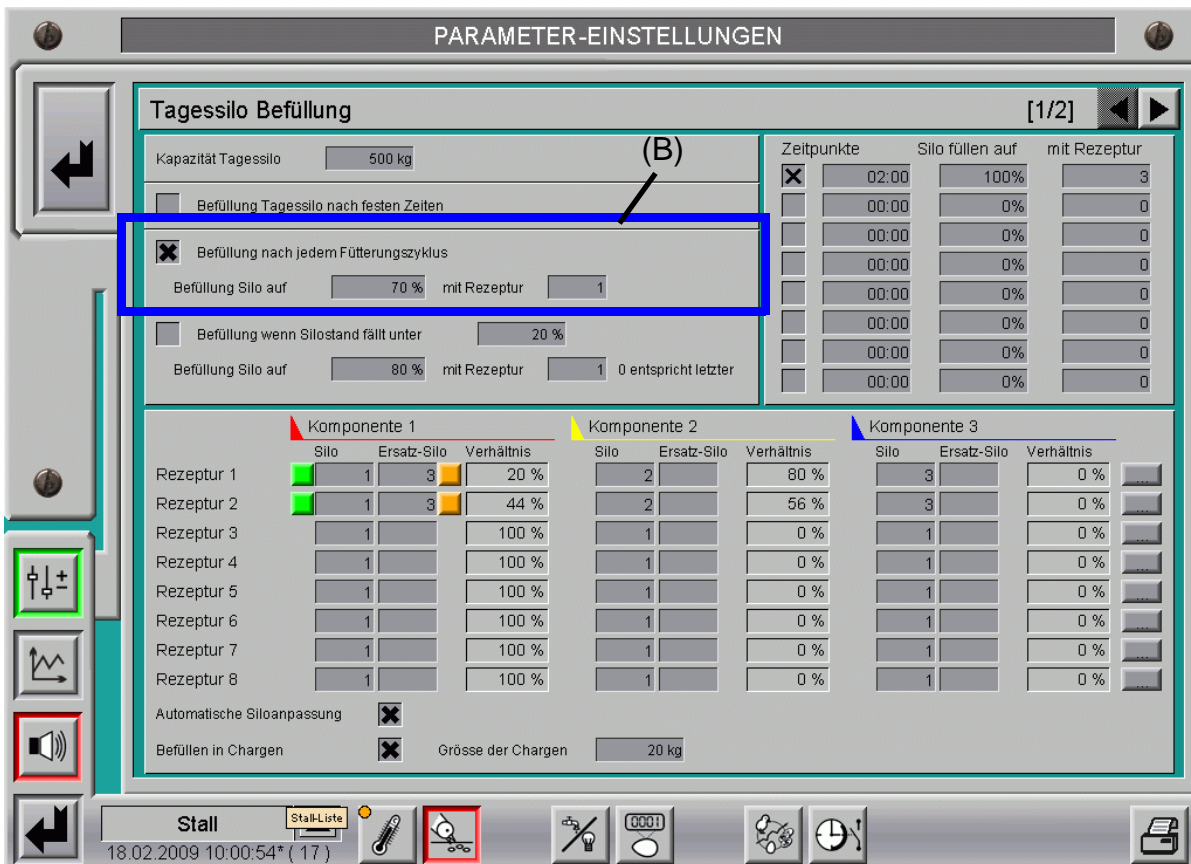 PARAMETER-EINSTELLUNGEN
Tagessilo Befüllung [1/2]
(B)
Kapazität Tagessilo 500 kg
Befüllung Tagessilo nach festen Zeiten
Befüllung nach jedem Fütterungszyklus
Befüllung Silo auf 70 % mit Rezeptur 1
Befüllung wenn Silostand fällt unter 20 %
Befüllung Silo auf 80 % mit Rezeptur 1 0 entspricht letzter
Zeitpunkte Silo füllen auf mit Rezeptur
02:00 100% 3
00:00 0% 0
00:00 0% 0
00:00 0% 0
00:00 0% 0
00:00 0% 0
00:00 0% 0
00:00 0% 0
Komponente 1 Komponente 2 Komponente 3
Silo Ersatz-Silo Verhältnis Silo Ersatz-Silo Verhältnis Silo Ersatz-Silo Verhältnis
Rezeptur 1 1 3 20 % 2 80 % 3 0 % ...
Rezeptur 2 1 3 44 % 2 56 % 3 0 % ...
Rezeptur 3 1 100 % 1 0 % 1 0 % ...
Rezeptur 4 1 100 % 1 0 % 1 0 % ...
Rezeptur 5 1 100 % 1 0 % 1 0 % ...
Rezeptur 6 1 100 % 1 0 % 1 0 % ...
Rezeptur 7 1 100 % 1 0 % 1 0 % ...
Rezeptur 8 1 100 % 1 0 % 1 0 % ...
Automatische Siloanpassung
Befüllen in Chargen Grösse der Chargen 20 kg
Stall Stall-Liste
0001
18.02.2009 10:00:54* ( 17 )